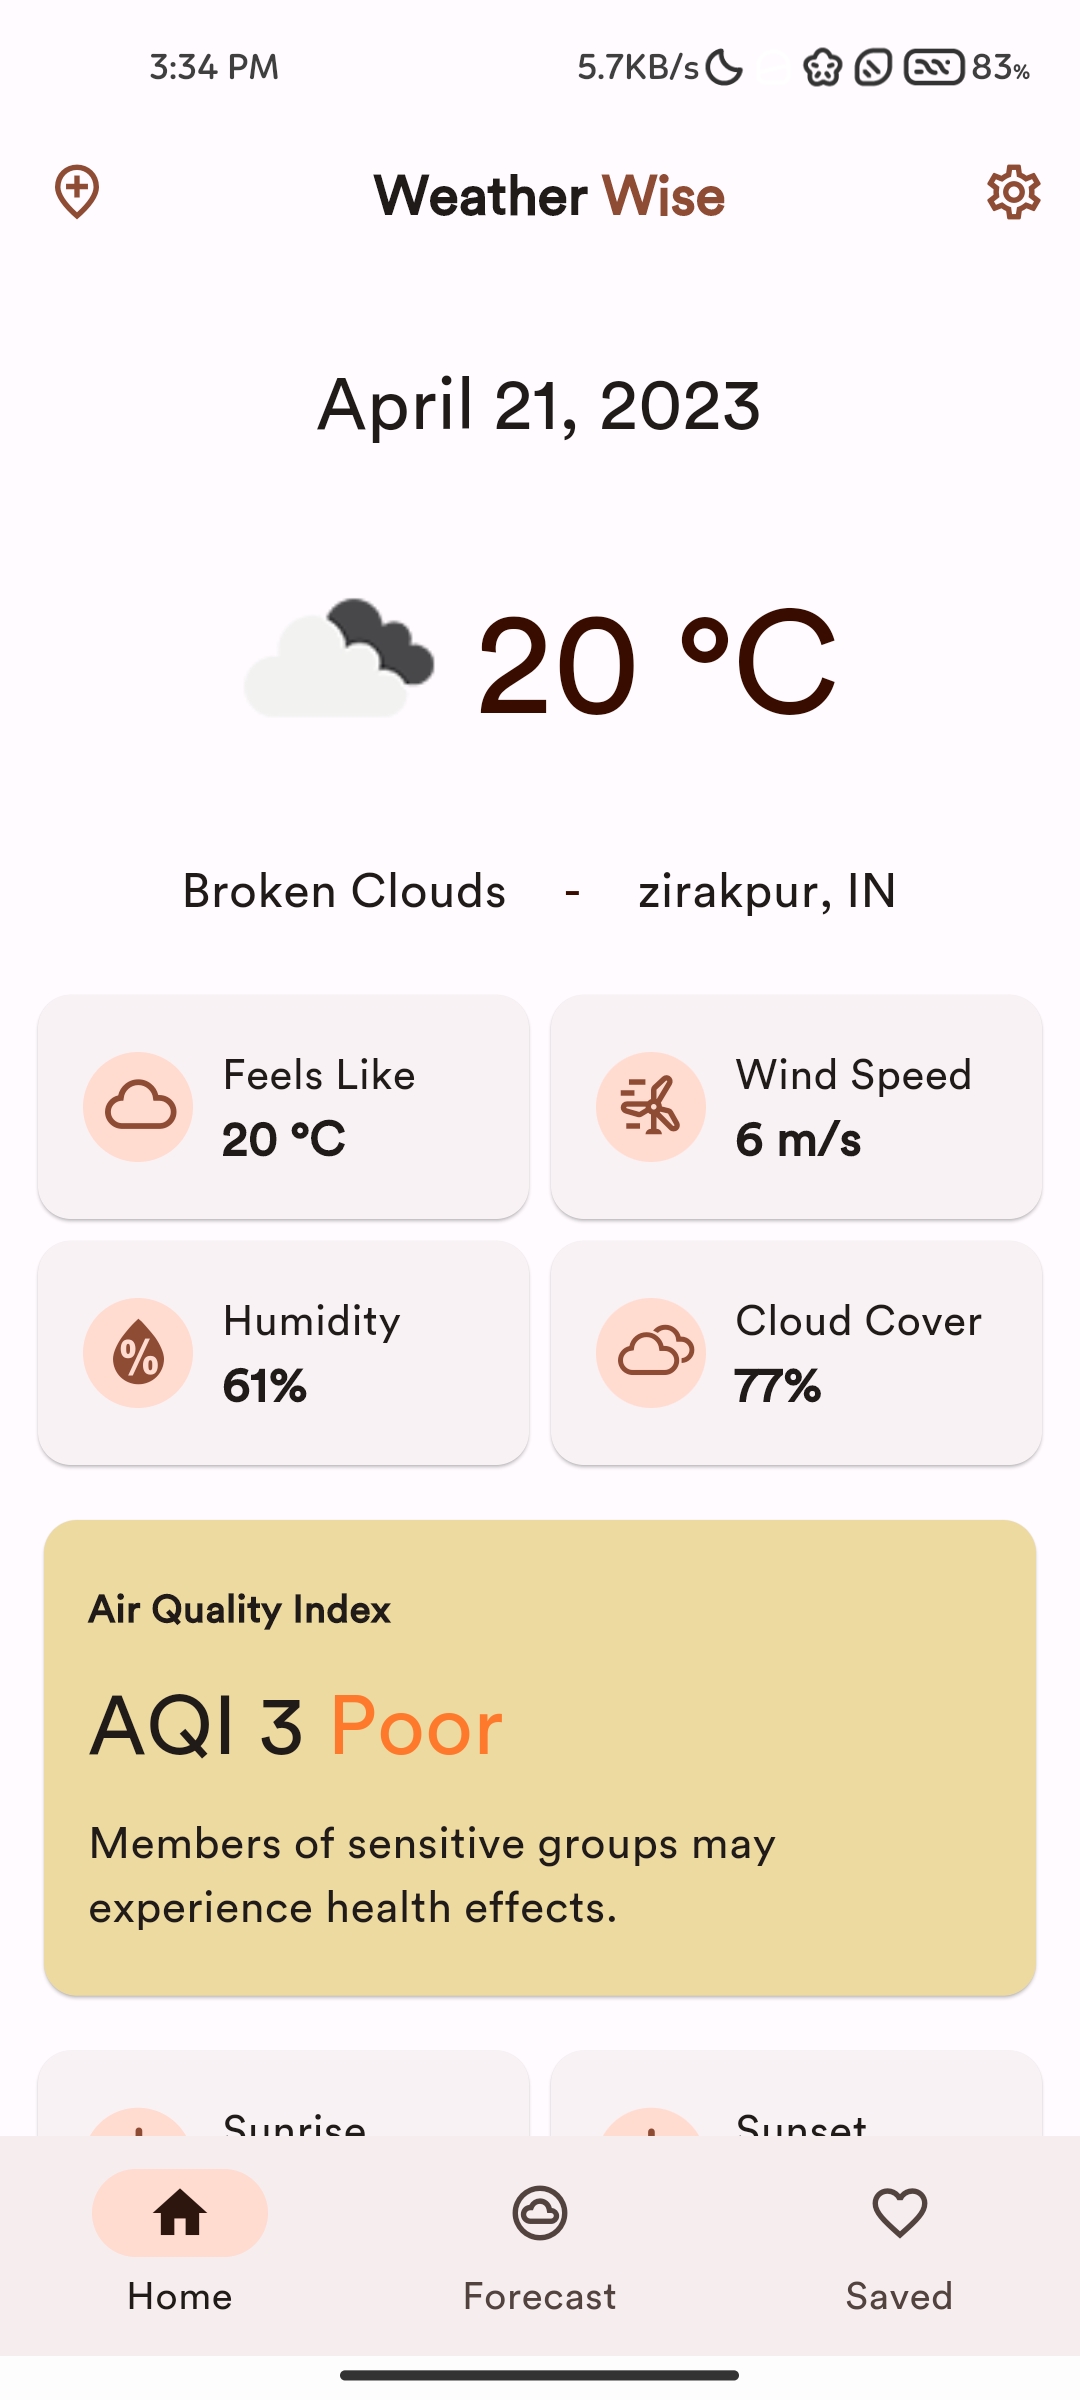 3:34 PM 5.7KB/s 83%
Weather Wise
April 21, 2023
20 °C
Broken Clouds - zirakpur, IN
Feels Like
20 °C
Wind Speed
6 m/s
Humidity
61%
Cloud Cover
77%
Air Quality Index
AQI 3 Poor
Members of sensitive groups may
experience health effects.
Sunrise Sunset
Home Forecast Saved